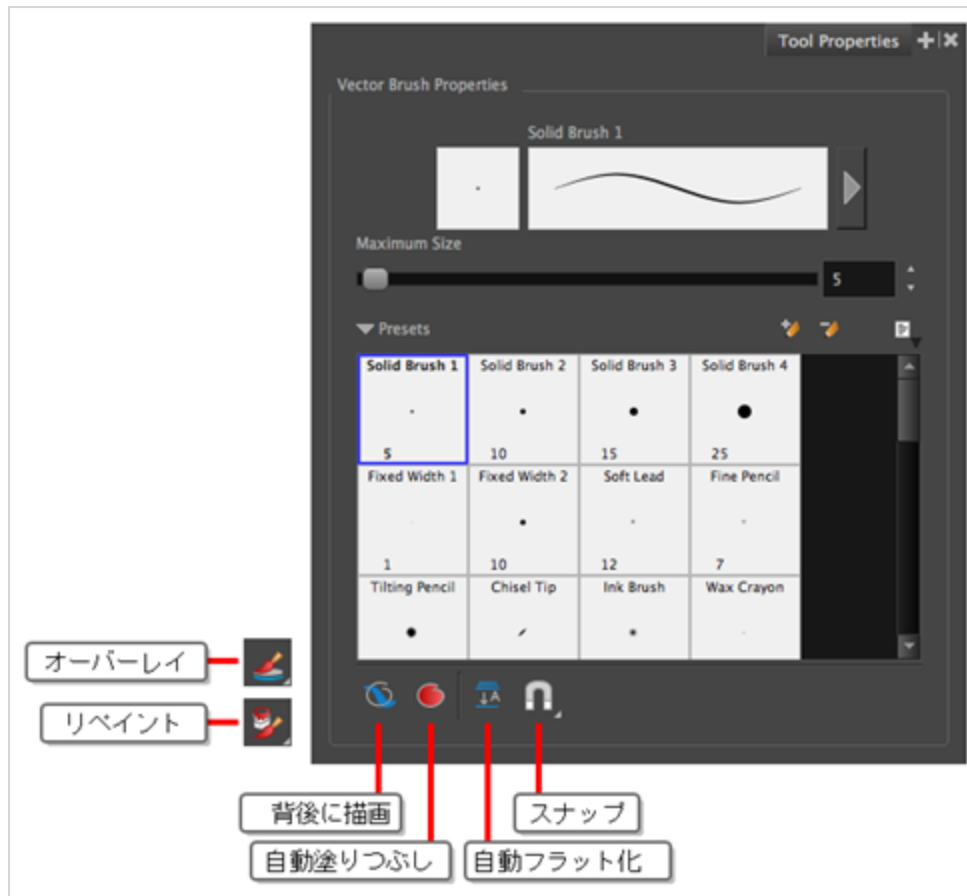 Tool Properties
Vector Brush Properties
Solid Brush 1
Maximum Size
5
Presets
Solid Brush 1 Solid Brush 2 Solid Brush 3 Solid Brush 4
5 10 15 25
Fixed Width 1 Fixed Width 2 Soft Lead Fine Pencil
1 10 12 7
Tilting Pencil Chisel Tip Ink Brush Wax Crayon
オーバーレイ
リペイント
A
背後に描画
スナップ
自動塗りつぶし
自動フラット化